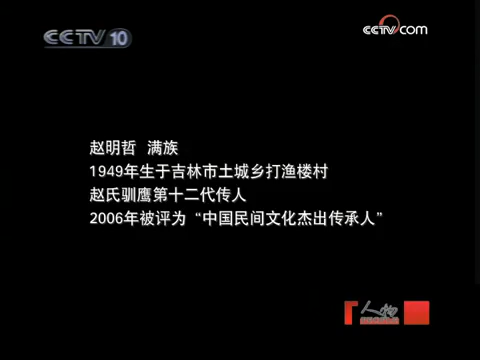 CCTV 10
CCTV.com
赵明哲 满族
1949年生于吉林市土城乡打渔楼村
赵氏驯鹰第十二代传人
2006年被评为“中国民间文化杰出传承人”
人物